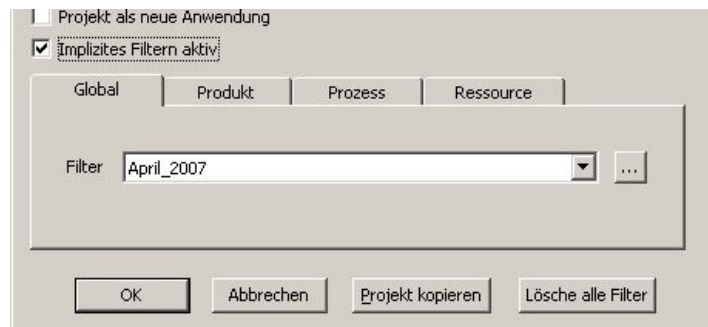 Projekt als neue Anwendung
Implizites Filtern aktiv
Global Produkt Prozess Ressource
Filter April_2007 ...
OK Abbrechen Projekt kopieren Lösche alle Filter